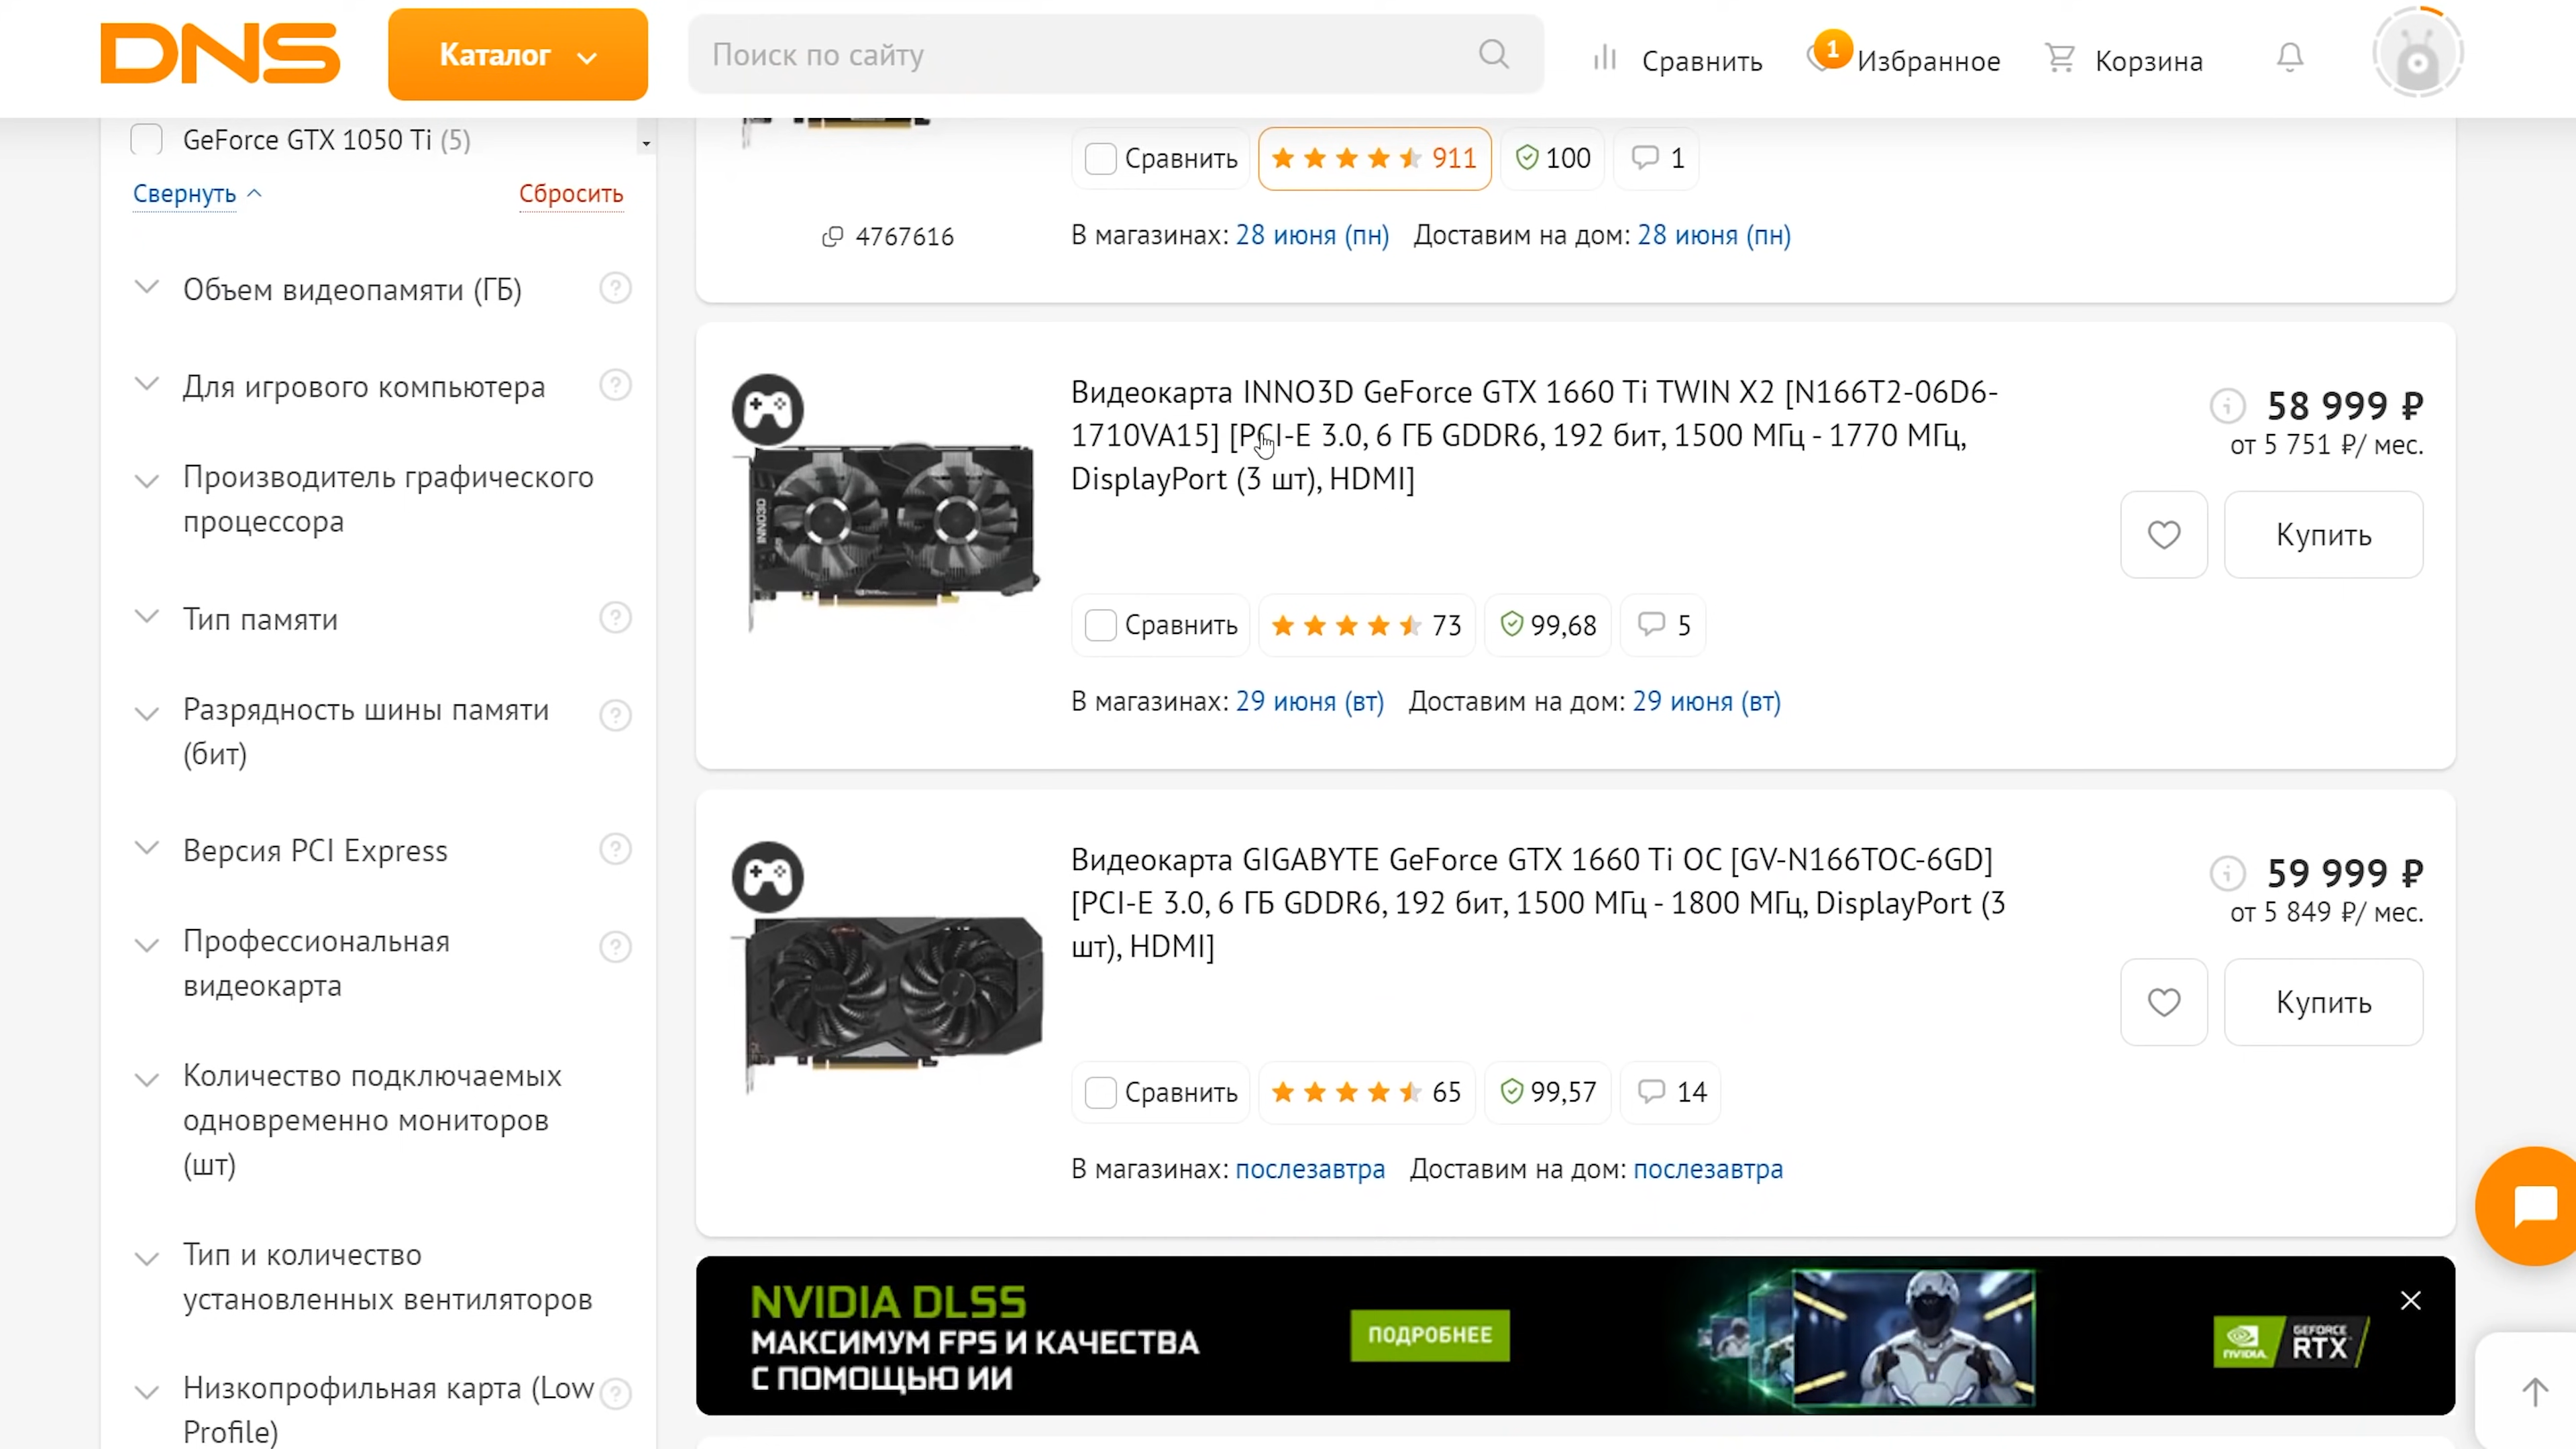 DNS
Каталог
Поиск по сайту
Сравнить
1
Избранное
Корзина
GeForce GTX 1050 Ti (5)
Свернуть
Сбросить
Объем видеопамяти (ГБ)
Для игрового компьютера
Производитель графического
процессора
Тип памяти
Разрядность шины памяти
(бит)
Версия PCI Express
Профессиональная
видеокарта
Количество подключаемых
одновременно мониторов
(шт)
Тип и количество
установленных вентиляторов
Низкопрофильная карта (Low
Profile)
4767616
Сравнить 911 100 1
В магазинах: 28 июня (пн) Доставим на дом: 28 июня (пн)
INNO3D
Видеокарта INNO3D GeForce GTX 1660 Ti TWIN X2 [N166T2-06D6-
1710VA15] [PCI-E 3.0, 6 ГБ GDDR6, 192 бит, 1500 МГц - 1770 МГц,
DisplayPort (3 шт), HDMI]
58 999 ₽
от 5 751 ₽/ мес.
Купить
Сравнить 73 99,68 5
В магазинах: 29 июня (вт) Доставим на дом: 29 июня (вт)
Видеокарта GIGABYTE GeForce GTX 1660 Ti OC [GV-N166TOC-6GD]
[PCI-E 3.0, 6 ГБ GDDR6, 192 бит, 1500 МГц - 1800 МГц, DisplayPort (3
шт), HDMI]
59 999 ₽
от 5 849 ₽/ мес.
Купить
Сравнить 65 99,57 14
В магазинах: послезавтра Доставим на дом: послезавтра
NVIDIA DLSS
МАКСИМУМ FPS И КАЧЕСТВА
С ПОМОЩЬЮ ИИ
ПОДРОБНЕЕ
NVIDIA.
GEFORCE
RTX